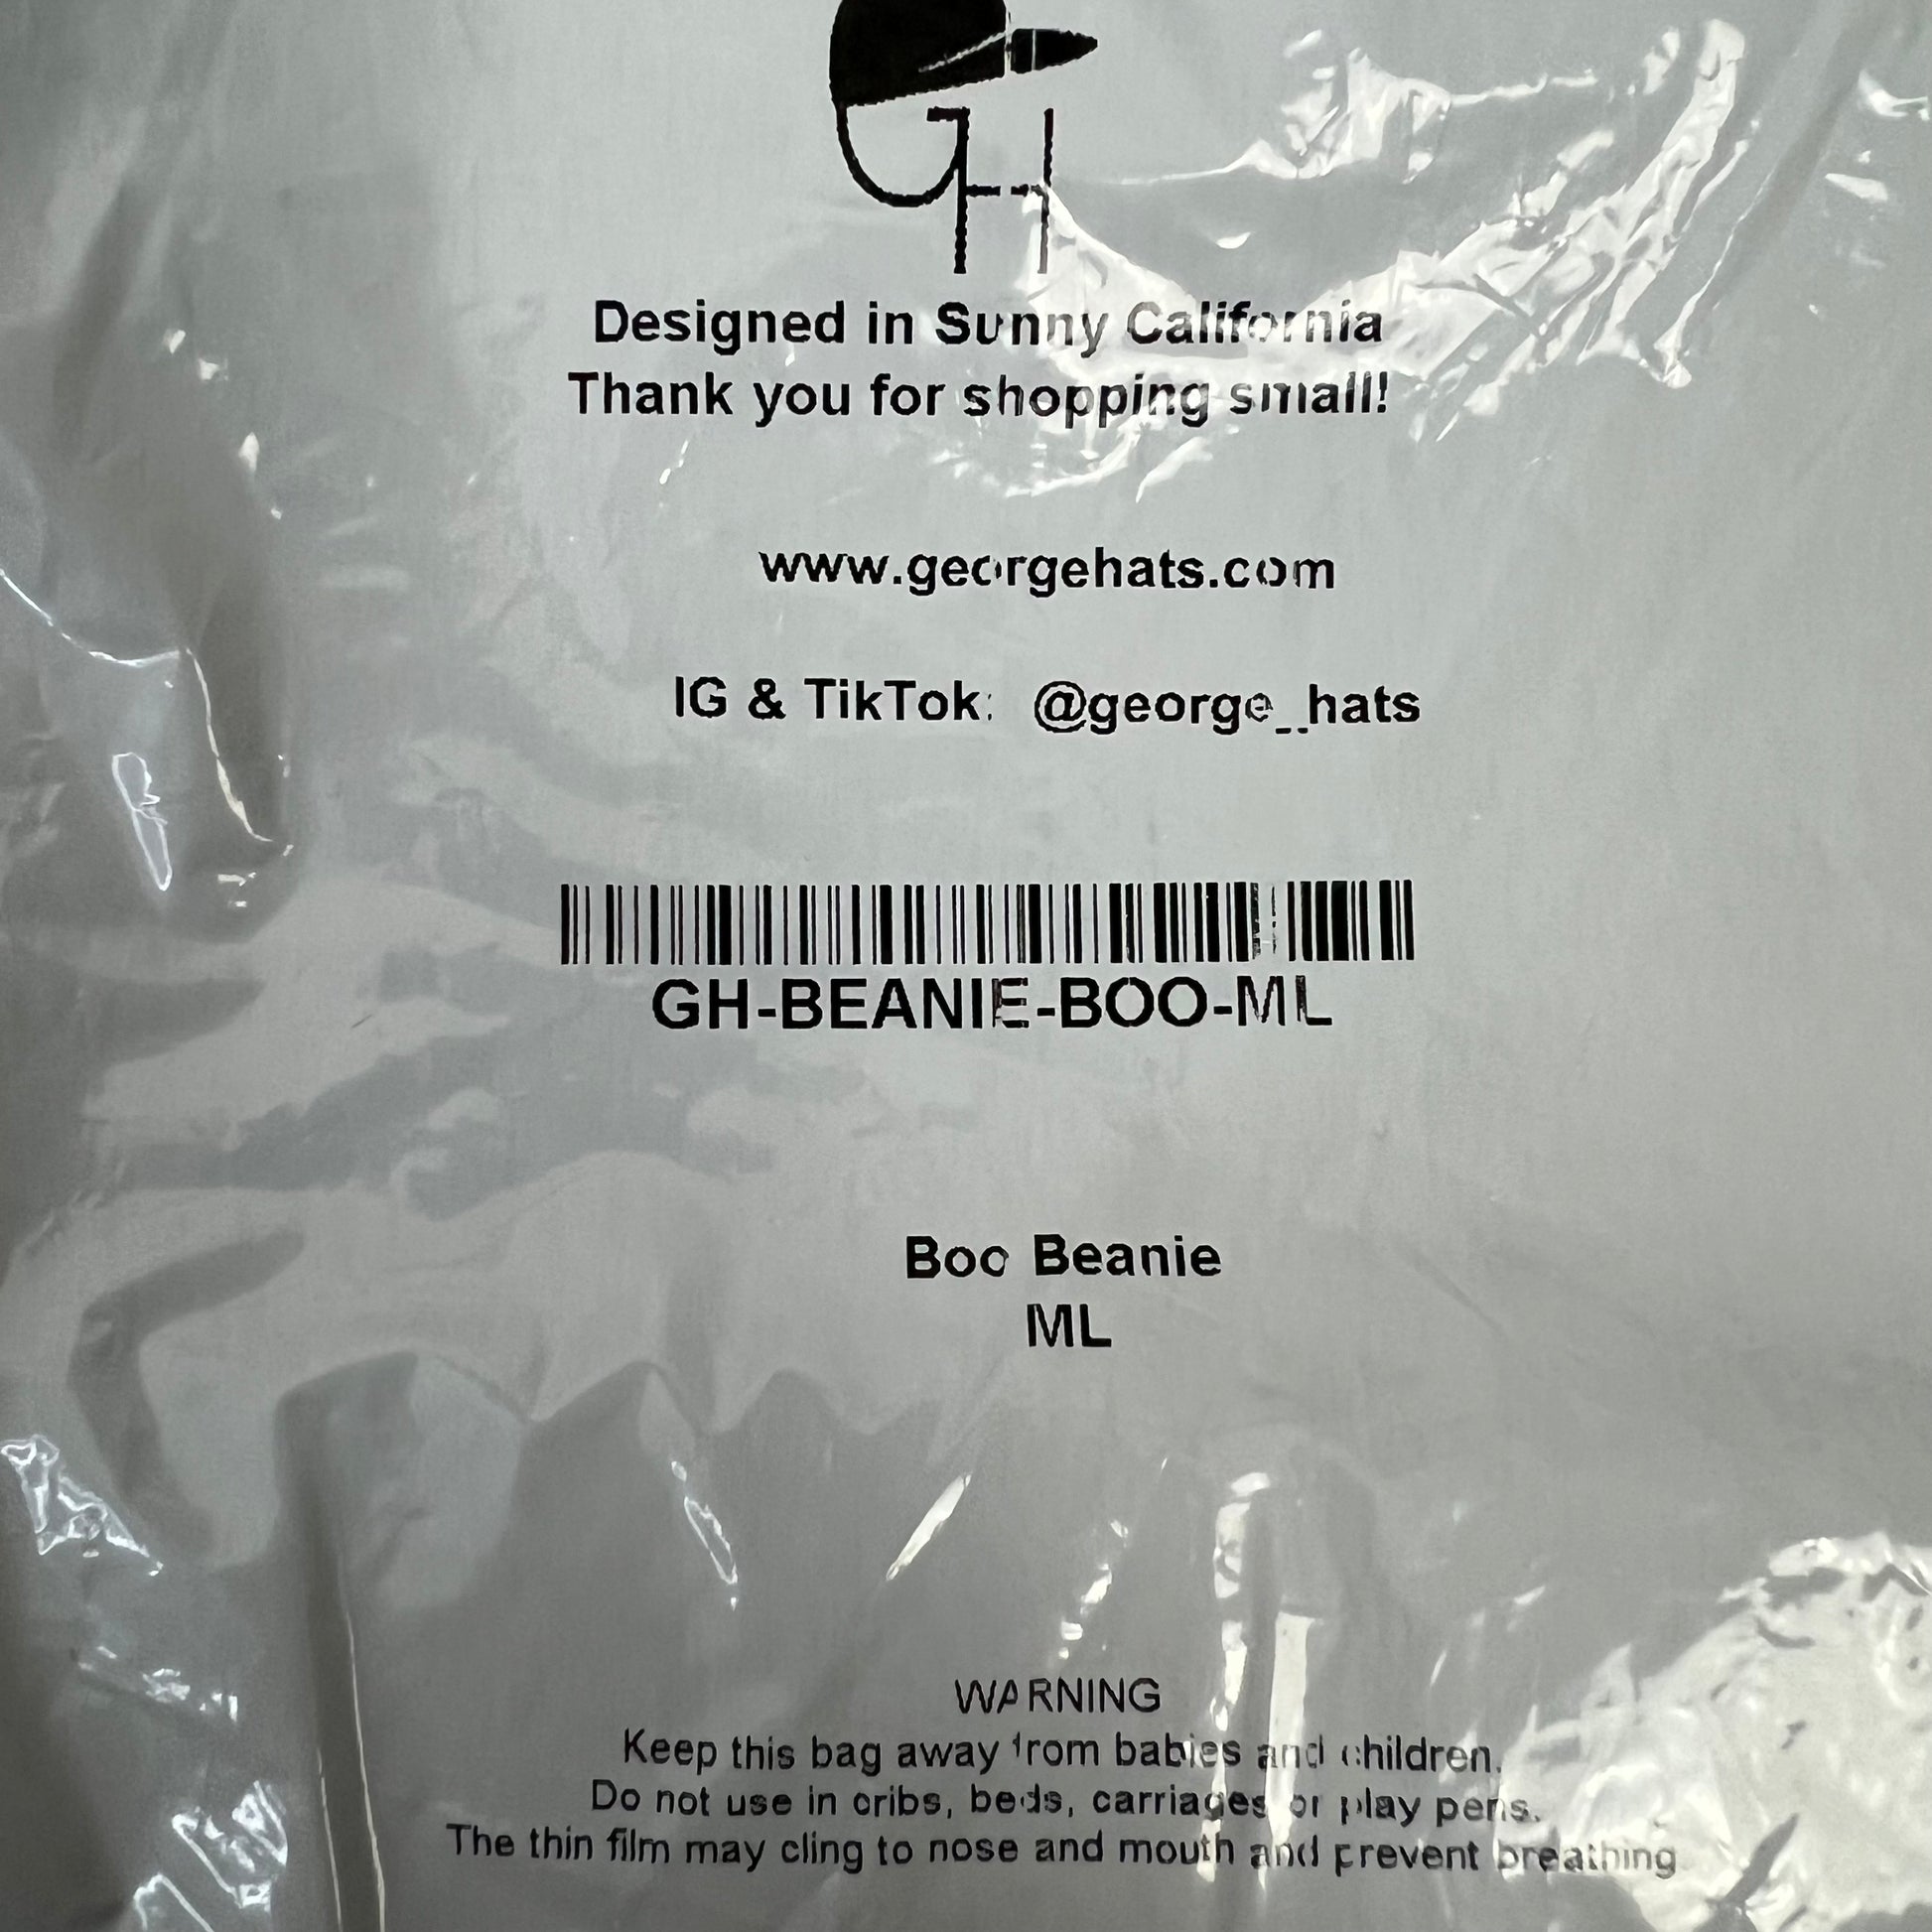 GH
Designed in Sunny California
Thank you for shopping small!
www.georgehats.com
IG & TikTok: @george_hats
GH-BEANIE-BOO-ML
Boo Beanie
ML
WARNING
Keep this bag away from babies and children.
Do not use in cribs, beds, carriages or play pens.
The thin film may cling to nose and mouth and prevent breathing